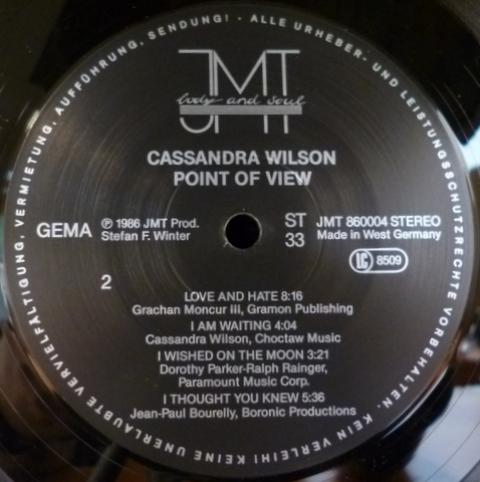 KEINE UNERLAUBTE VERVIELFÄLTIGUNG, VERMIETUNG, AUFFÜHRUNG, SENDUNG! · ALLE URHEBER- UND LEISTUNGSSCHUTZRECHTE VORBEHALTEN. KEIN VERLEIH!
JMT
body and soul
CASSANDRA WILSON
POINT OF VIEW
GEMA
℗ 1986 JMT Prod.
Stefan F. Winter
ST
33
JMT 860004 STEREO
Made in West Germany
LC 8509
2
LOVE AND HATE 8:16
Grachan Moncur III, Gramon Publishing
I AM WAITING 4:04
Cassandra Wilson, Choctaw Music
I WISHED ON THE MOON 3:21
Dorothy Parker-Ralph Rainger,
Paramount Music Corp.
I THOUGHT YOU KNEW 5:36
Jean-Paul Bourelly, Boronic Productions